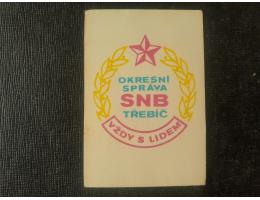 OKRESNÍ
SPRÁVA
SNB
TŘEBÍČ
VŽDY S LIDEM